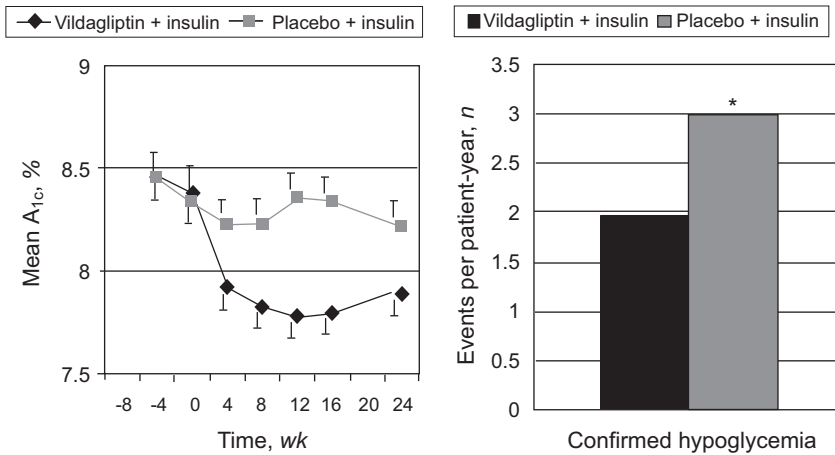 Vildagliptin + insulin Placebo + insulin
9
8.5
8
7.5
Mean A1c, %
-8 -4 0 4 8 12 16 20 24
Time, wk
Vildagliptin + insulin Placebo + insulin
3.5
3
2.5
2
1.5
1
0.5
0
*
Events per patient-year, n
Confirmed hypoglycemia